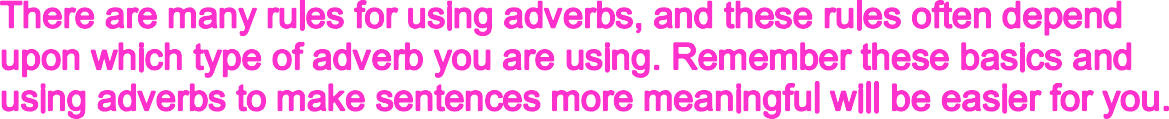 There are many rules for using adverbs, and these rules often depend
upon which type of adverb you are using. Remember these basics and
using adverbs to make sentences more meaningful will be easier for you.